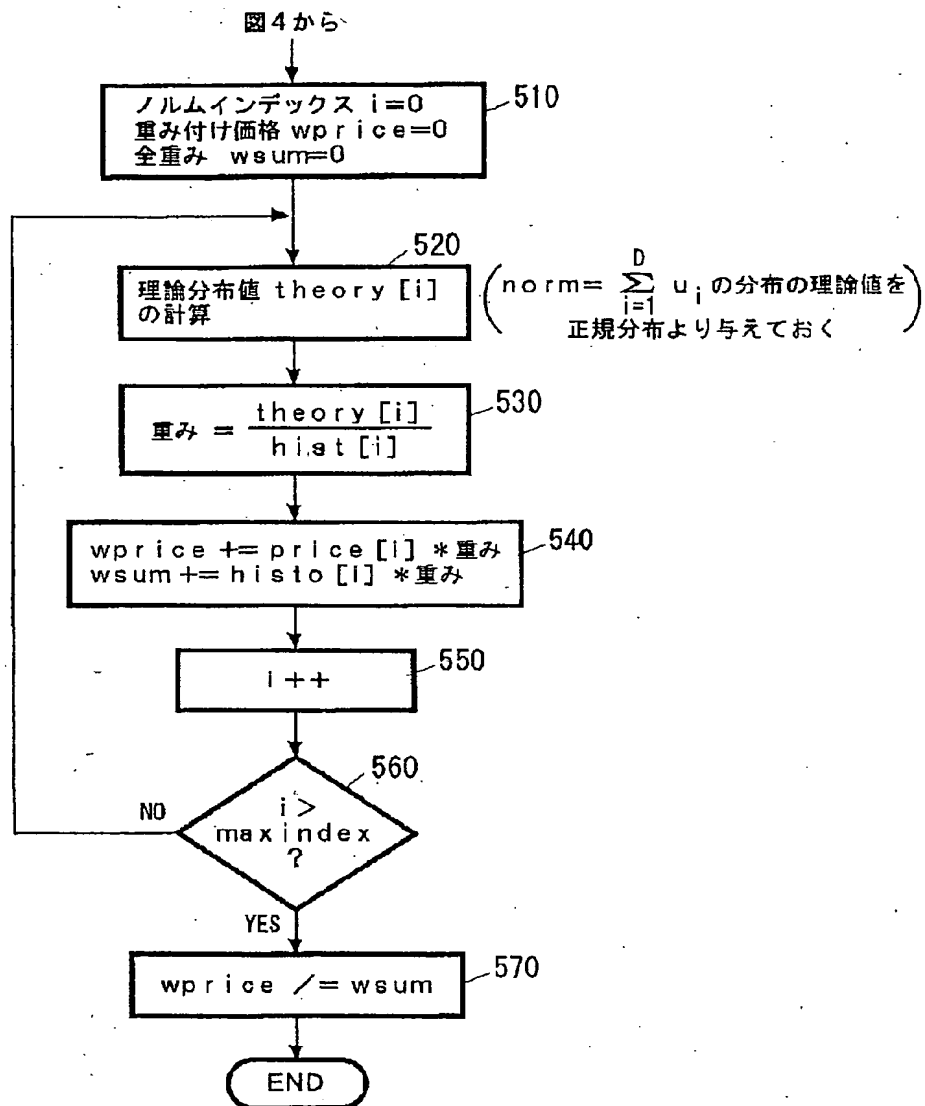 図4から
ノルムインデックス i=0
重み付け価格 wprice=0
全重み wsum=0
510
520
理論分布値 theory [i]
の計算
norm= D∑i=1 ui の分布の理論値を
正規分布より与えておく
530
重み = theory [i]
hist [i]
540
wprice += price [i] *重み
wsum += histo [i] *重み
550
i ++
560
NO
i >
maxindex
?
YES
570
wprice /= wsum
END